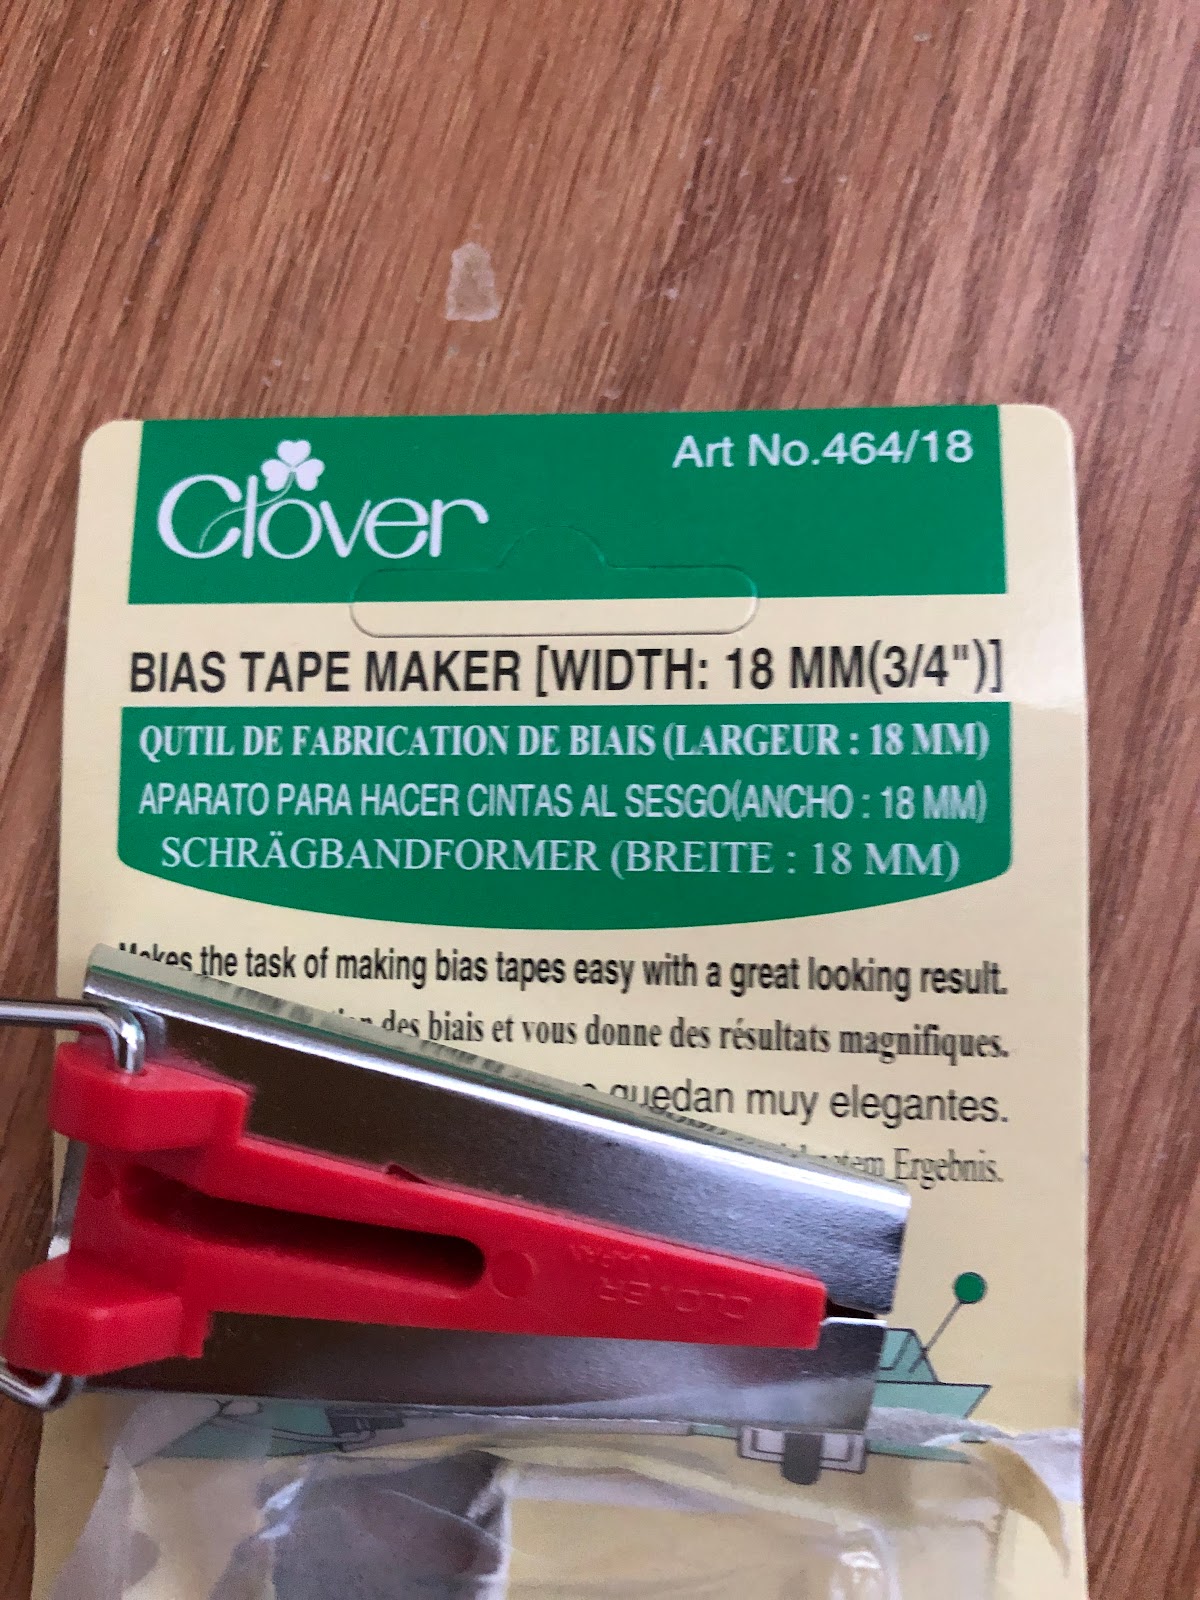 Clover
Art No.464/18
BIAS TAPE MAKER [WIDTH: 18 MM(3/4")]
QUTIL DE FABRICATION DE BIAIS (LARGEUR : 18 MM)
APARATO PARA HACER CINTAS AL SESGO(ANCHO : 18 MM)
SCHRÄGBANDFORMER (BREITE : 18 MM)
Makes the task of making bias tapes easy with a great looking result.
des biais et vous donne des résultats magnifiques.
quedan muy elegantes.
Ergebnis.
CLOVER
JAPAN